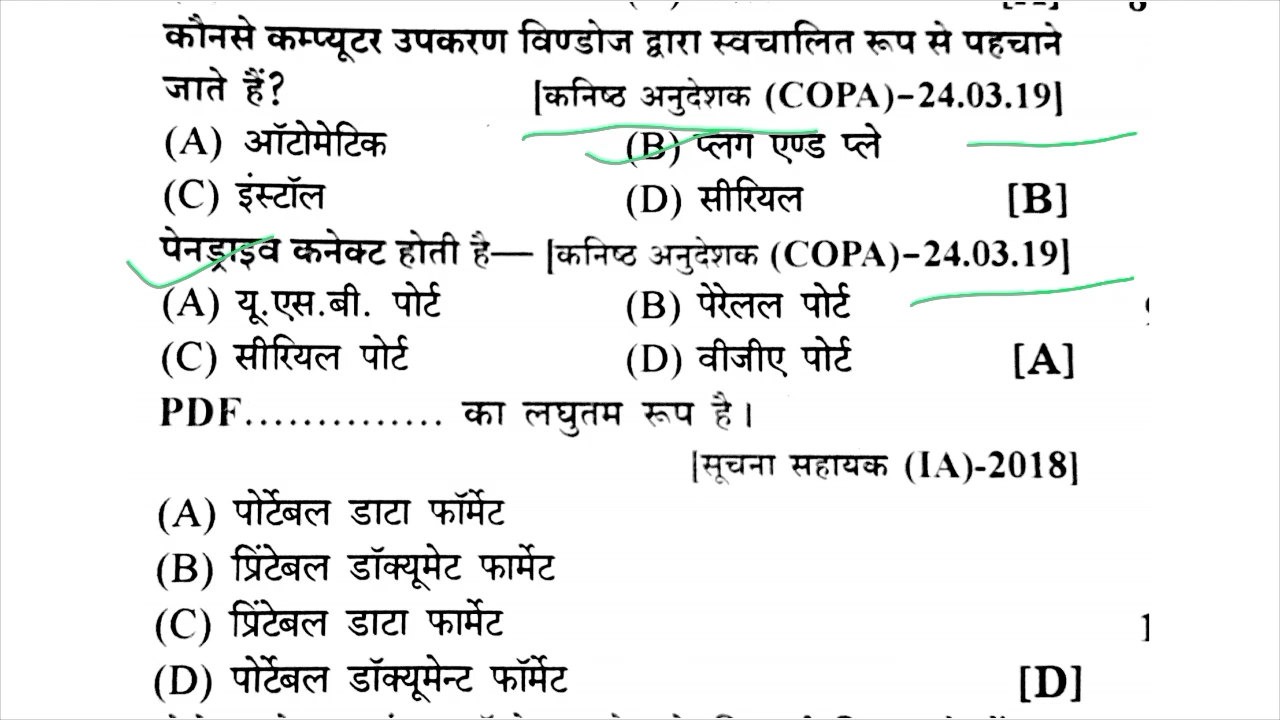 कौनसे कम्प्यूटर उपकरण विण्डोज द्वारा स्वचालित रूप से पहचाने
जाते हैं? [कनिष्ठ अनुदेशक (COPA)-24.03.19]
(A) ऑटोमेटिक (B) प्लग एण्ड प्ले
(C) इंस्टॉल (D) सीरियल [B]
पेनड्राइव कनेक्ट होती है— [कनिष्ठ अनुदेशक (COPA)-24.03.19]
(A) यू.एस.बी. पोर्ट (B) पेरेलल पोर्ट
(C) सीरियल पोर्ट (D) वीजीए पोर्ट [A]
PDF.............. का लघुतम रूप है।
[सूचना सहायक (IA)-2018]
(A) पोर्टेबल डाटा फॉर्मेट
(B) प्रिंटेबल डॉक्यूमेट फार्मेट
(C) प्रिंटेबल डाटा फार्मेट
(D) पोर्टेबल डॉक्यूमेन्ट फॉर्मेट [D]